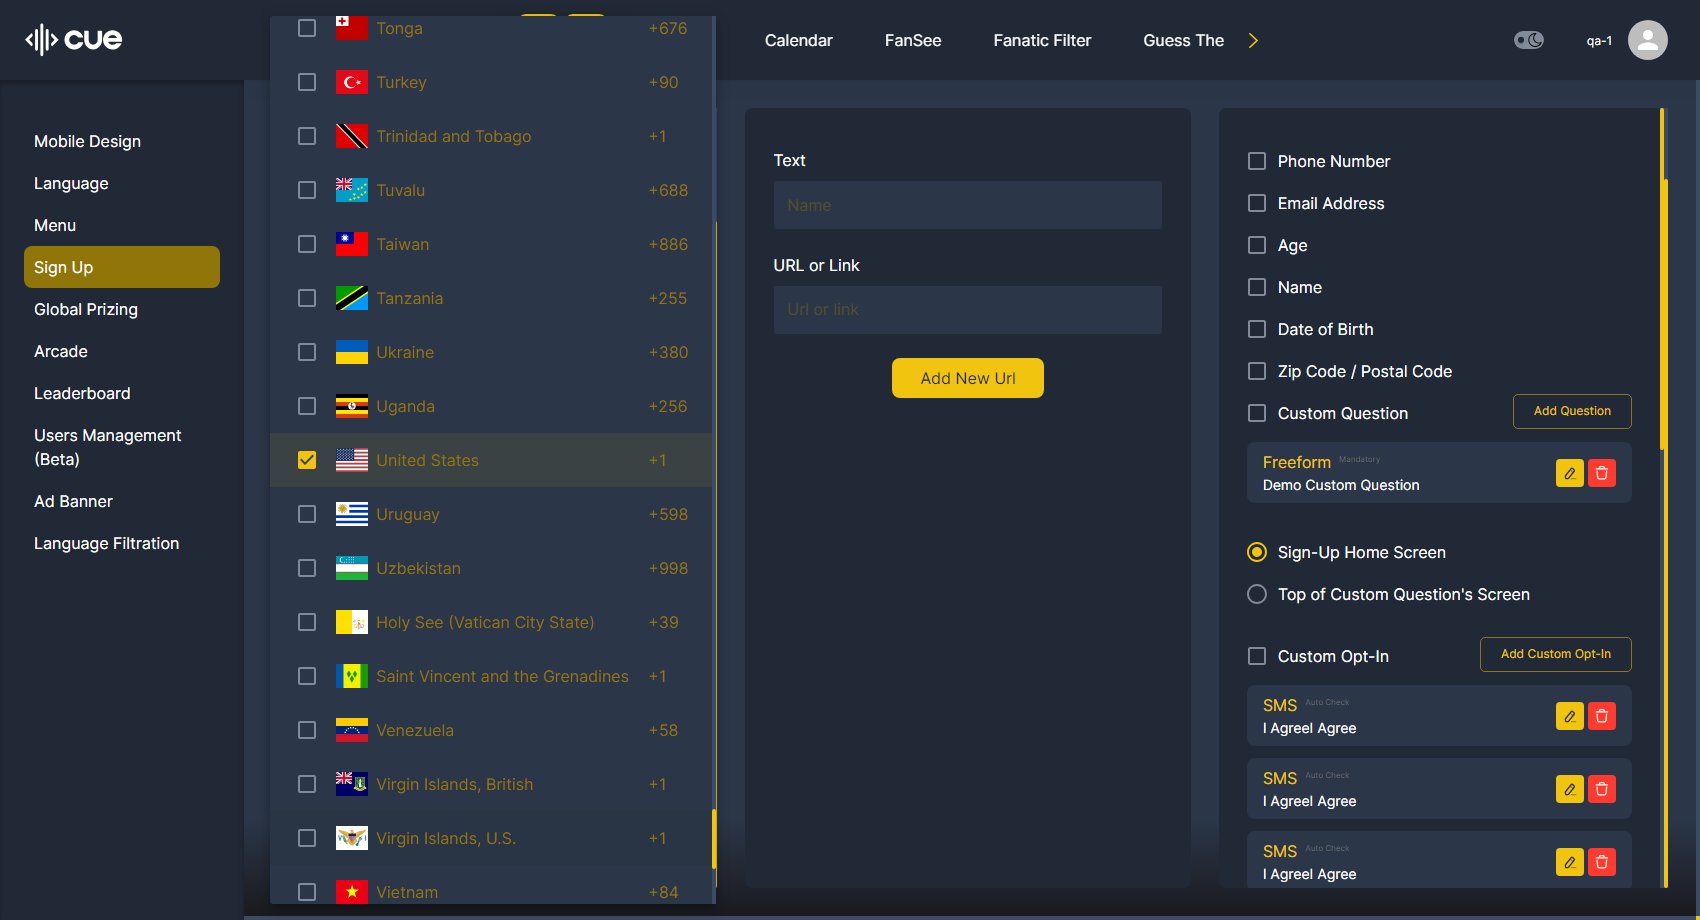 cue
Calendar
FanSee
Fanatic Filter
Guess The
qa-1
Mobile Design
Language
Menu
Sign Up
Global Prizing
Arcade
Leaderboard
Users Management
(Beta)
Ad Banner
Language Filtration
Tonga +676
Turkey +90
Trinidad and Tobago +1
Tuvalu +688
Taiwan +886
Tanzania +255
Ukraine +380
Uganda +256
United States +1
Uruguay +598
Uzbekistan +998
Holy See (Vatican City State) +39
Saint Vincent and the Grenadines +1
Venezuela +58
Virgin Islands, British +1
Virgin Islands, U.S. +1
Vietnam +84
Text
Name
URL or Link
Url or link
Add New Url
Phone Number
Email Address
Age
Name
Date of Birth
Zip Code / Postal Code
Custom Question
Add Question
Freeform Mandatory
Demo Custom Question
Sign-Up Home Screen
Top of Custom Question's Screen
Custom Opt-In
Add Custom Opt-In
SMS Auto Check
I AgreeI Agree
SMS Auto Check
I AgreeI Agree
SMS Auto Check
I AgreeI Agree